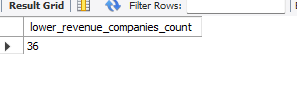 Result Grid Filter Rows:
lower_revenue_companies_count
36